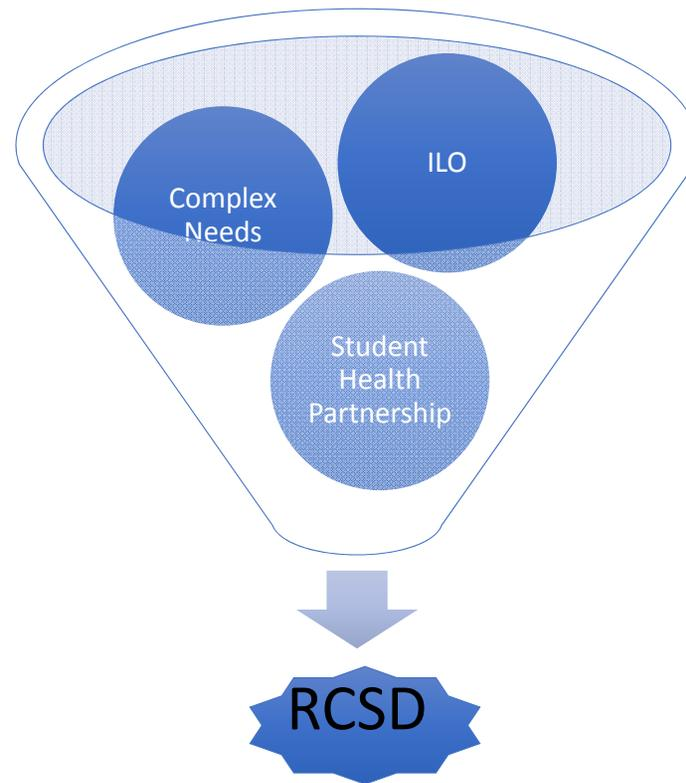 ILO
Complex
Needs
Student
Health
Partnership
RCSD